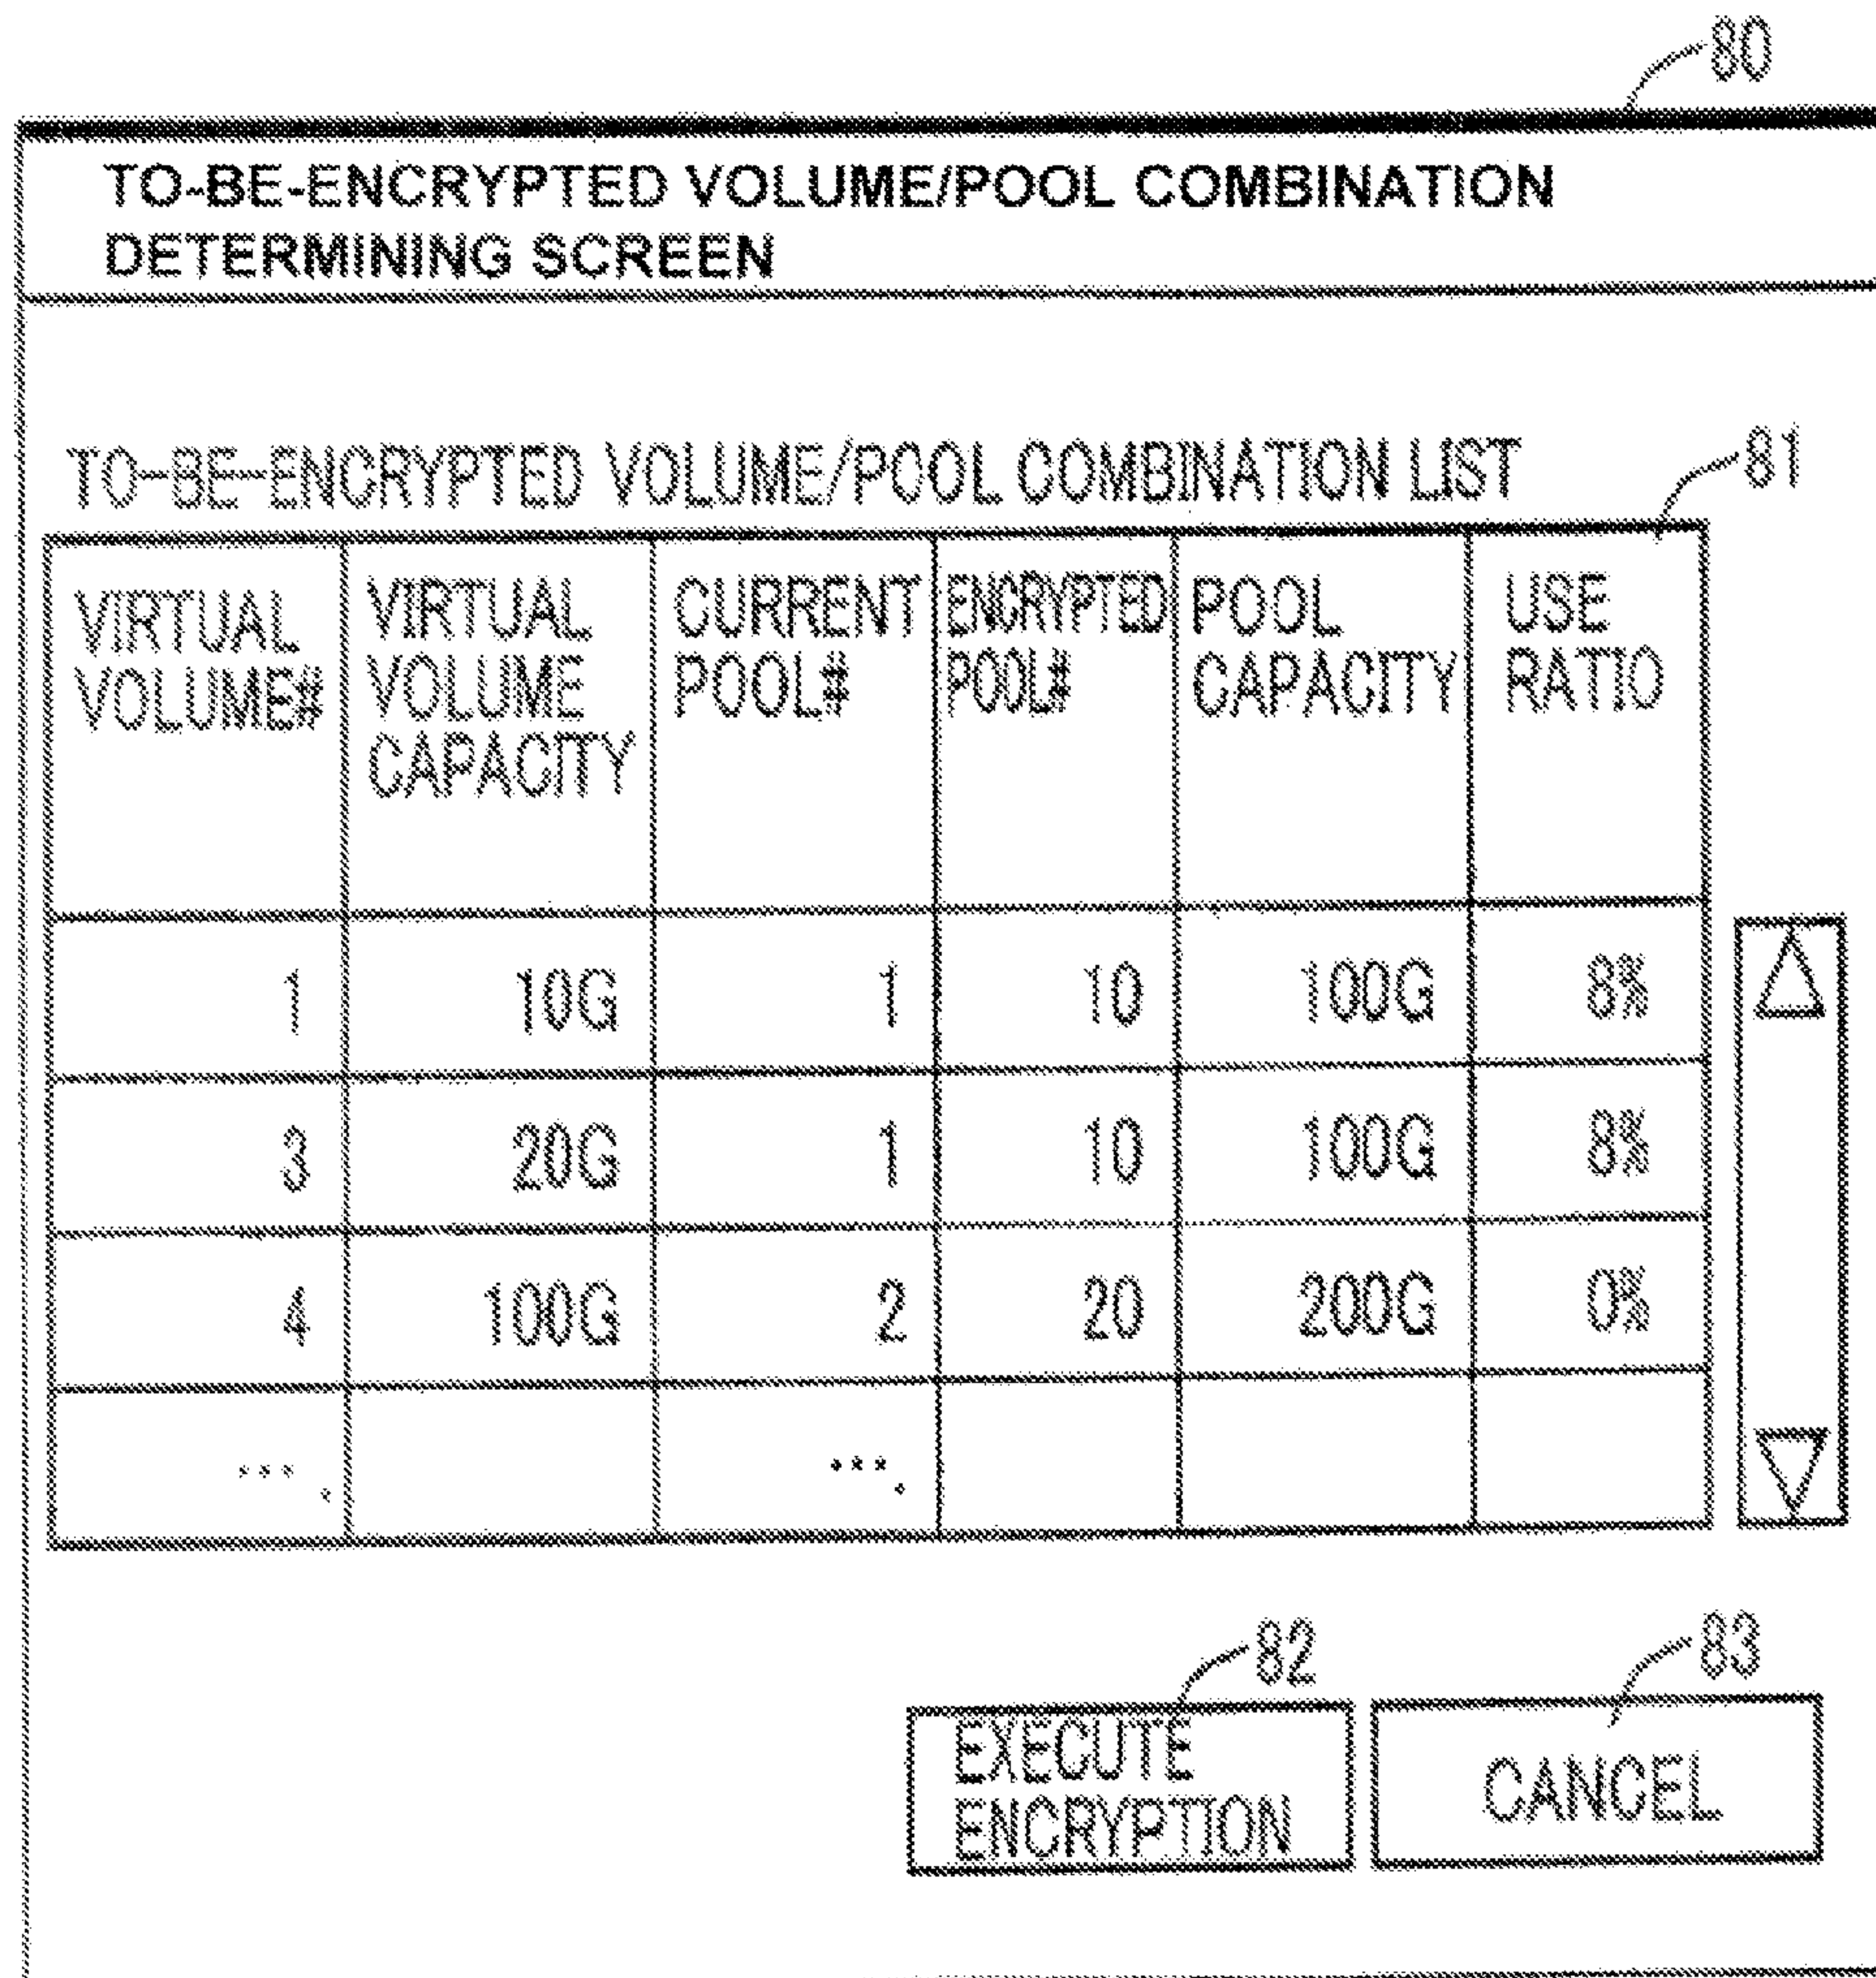 80
TO-BE-ENCRYPTED VOLUME/POOL COMBINATION
DETERMINING SCREEN
TO-BE-ENCRYPTED VOLUME/POOL COMBINATION LIST
81
VIRTUAL VOLUME# VIRTUAL VOLUME CAPACITY CURRENT POOL# ENCRYPTED POOL# POOL CAPACITY USE RATIO
1 10G 1 10 100G 8%
3 20G 1 10 100G 8%
4 100G 2 20 200G 0%
.... ....
82
83
EXECUTE
ENCRYPTION
CANCEL